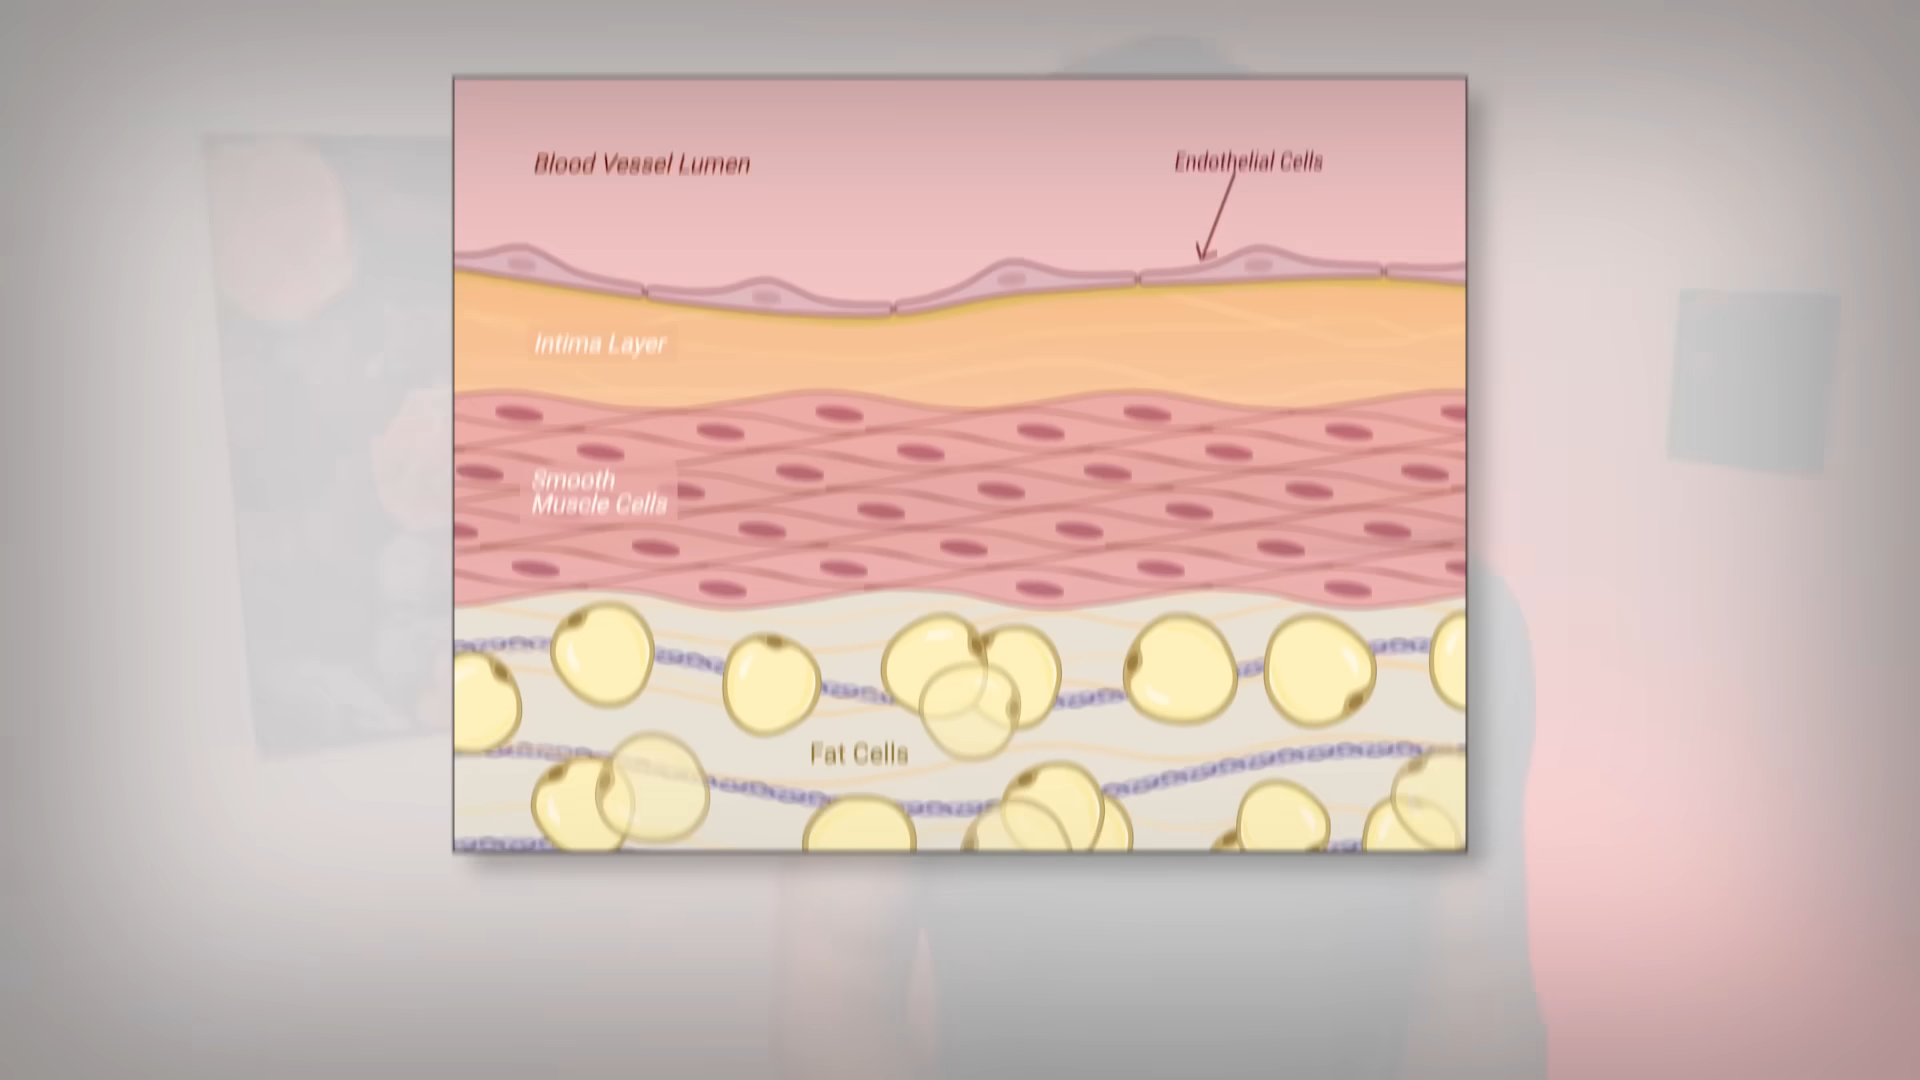 Blood Vessel Lumen
Endothelial Cells
Intima Layer
Smooth
Muscle Cells
Fat Cells